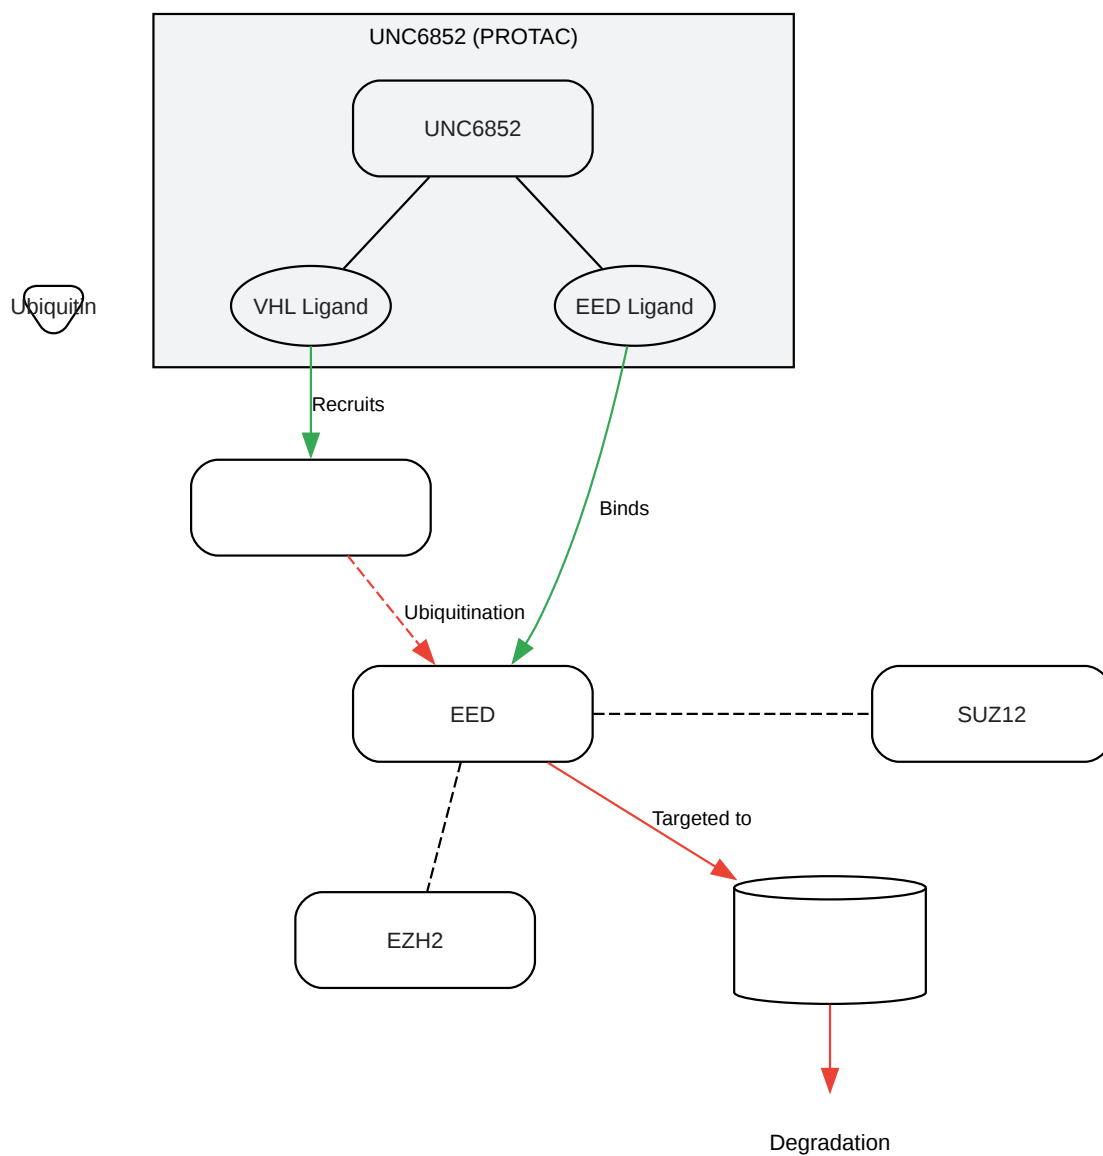 UNC6852 (PROTAC)
UNC6852
Ubiquitin
VHL Ligand
EED Ligand
Recruits
Binds
Ubiquitination
EED
SUZ12
Targeted to
EZH2
Degradation